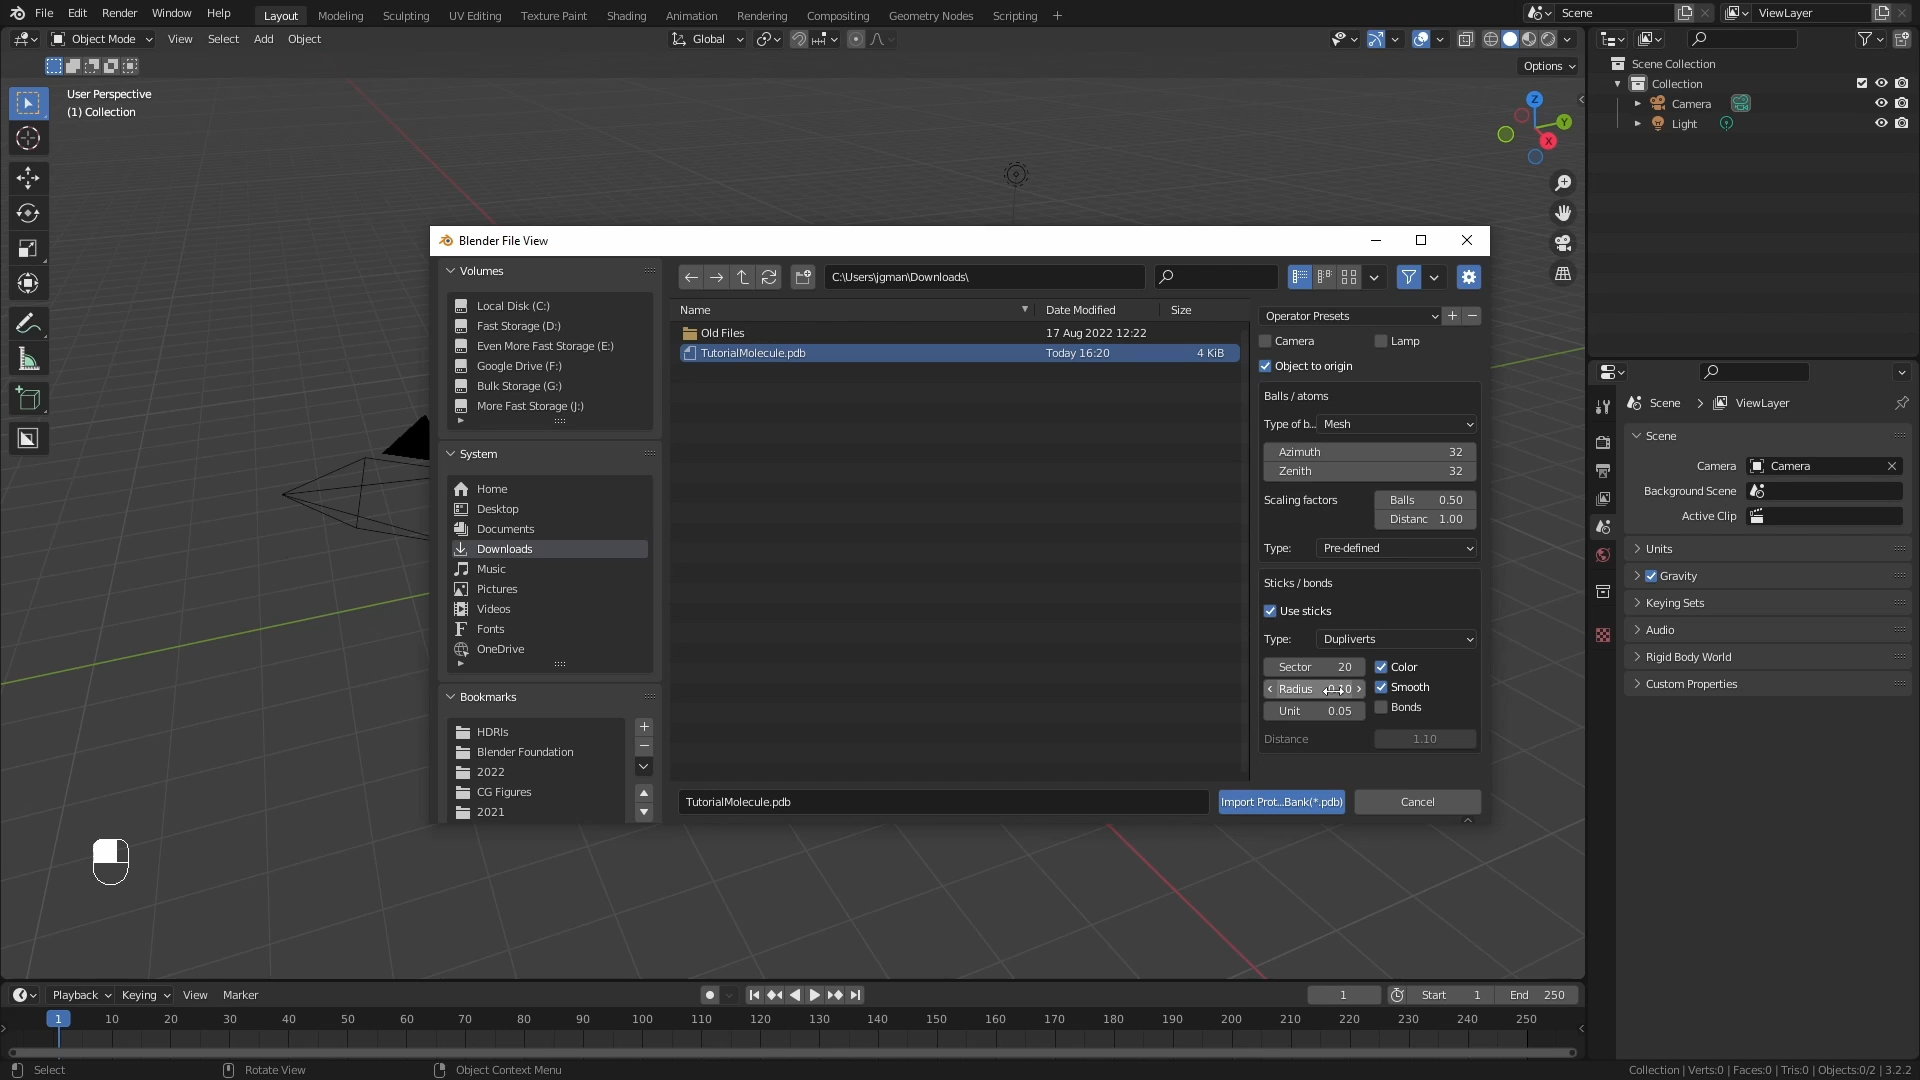 File Edit Render Window Help Layout Modeling Sculpting UV Editing Texture Paint Shading Animation Rendering Compositing Geometry Nodes Scripting + Scene ViewLayer
Object Mode View Select Add Object Global
Options
User Perspective
(1) Collection
Z
Y
X
Scene Collection
Collection
Camera
Light
Blender File View
Volumes
Local Disk (C:)
Fast Storage (D:)
Even More Fast Storage (E:)
Google Drive (F:)
Bulk Storage (G:)
More Fast Storage (J:)
System
Home
Desktop
Documents
Downloads
Music
Pictures
Videos
Fonts
OneDrive
Bookmarks
HDRIs
Blender Foundation
2022
CG Figures
2021
C:\Users\jgman\Downloads\
Name Date Modified Size
Old Files 17 Aug 2022 12:22
TutorialMolecule.pdb Today 16:20 4 KiB
Operator Presets
Camera Lamp
Object to origin
Balls / atoms
Type of b... Mesh
Azimuth 32
Zenith 32
Scaling factors Balls 0.50
Distanc 1.00
Type: Pre-defined
Sticks / bonds
Use sticks
Type: Dupliverts
Sector 20 Color
Radius 0.10 Smooth
Unit 0.05 Bonds
Distance 1.10
TutorialMolecule.pdb Import Prot...Bank(*.pdb) Cancel
Scene > ViewLayer
Scene
Camera Camera
Background Scene
Active Clip
Units
Gravity
Keying Sets
Audio
Rigid Body World
Custom Properties
Playback Keying View Marker 1 Start 1 End 250
1 10 20 30 40 50 60 70 80 90 100 110 120 130 140 150 160 170 180 190 200 210 220 230 240 250
Select Rotate View Object Context Menu Collection | Verts:0 | Faces:0 | Tris:0 | Objects:0/2 | 3.2.2